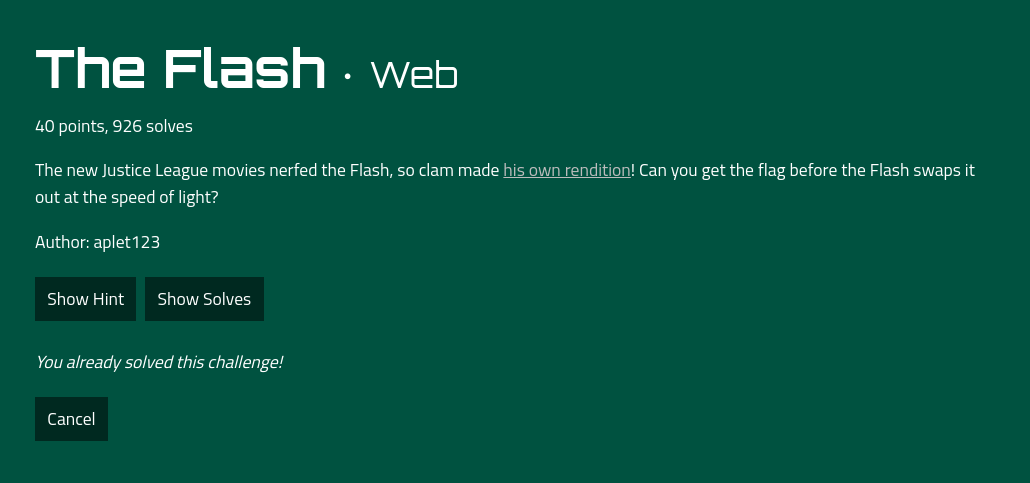 The Flash · Web
40 points, 926 solves
The new Justice League movies nerfed the Flash, so clam made his own rendition! Can you get the flag before the Flash swaps it
out at the speed of light?
Author: aplet123
Show Hint Show Solves
You already solved this challenge!
Cancel